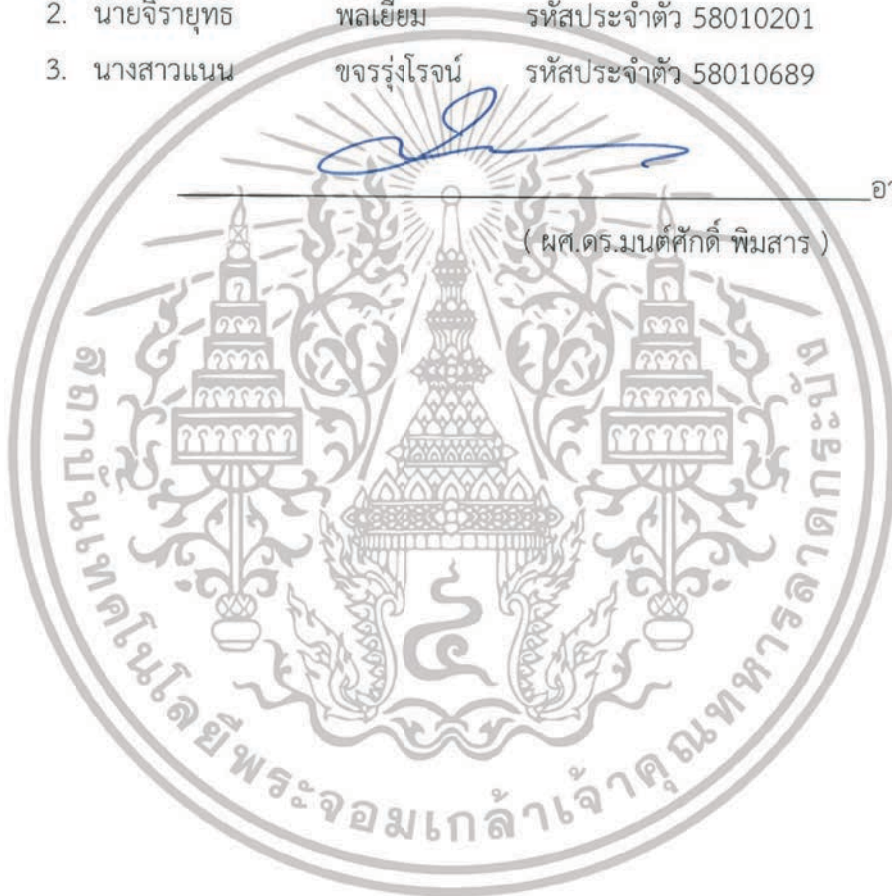 2. นายจิรายุทธ พลเยี่ยม รหัสประจำตัว 58010201
3. นางสาวแนน ขจรรุ่งโรจน์ รหัสประจำตัว 58010689
( ผศ.ดร.มนต์ศักดิ์ พิมสาร )
สถาบันเทคโนโลยีพระจอมเกล้าเจ้าคุณทหารลาดกระบัง
๔